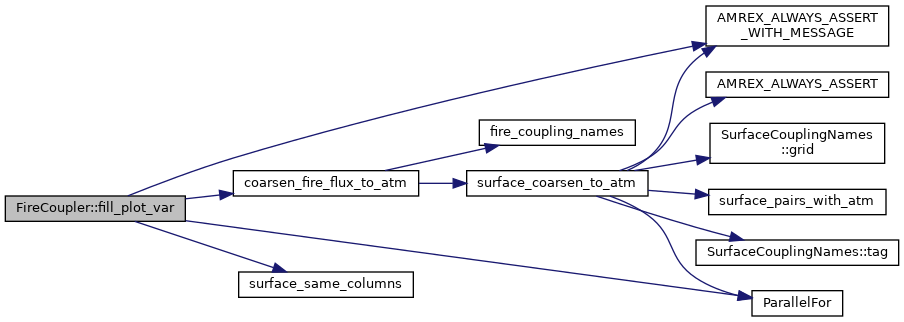 FireCoupler::fill_plot_var
coarsen_fire_flux_to_atm
surface_same_columns
fire_coupling_names
surface_coarsen_to_atm
AMREX_ALWAYS_ASSERT
_WITH_MESSAGE
AMREX_ALWAYS_ASSERT
SurfaceCouplingNames
::grid
surface_pairs_with_atm
SurfaceCouplingNames::tag
ParallelFor